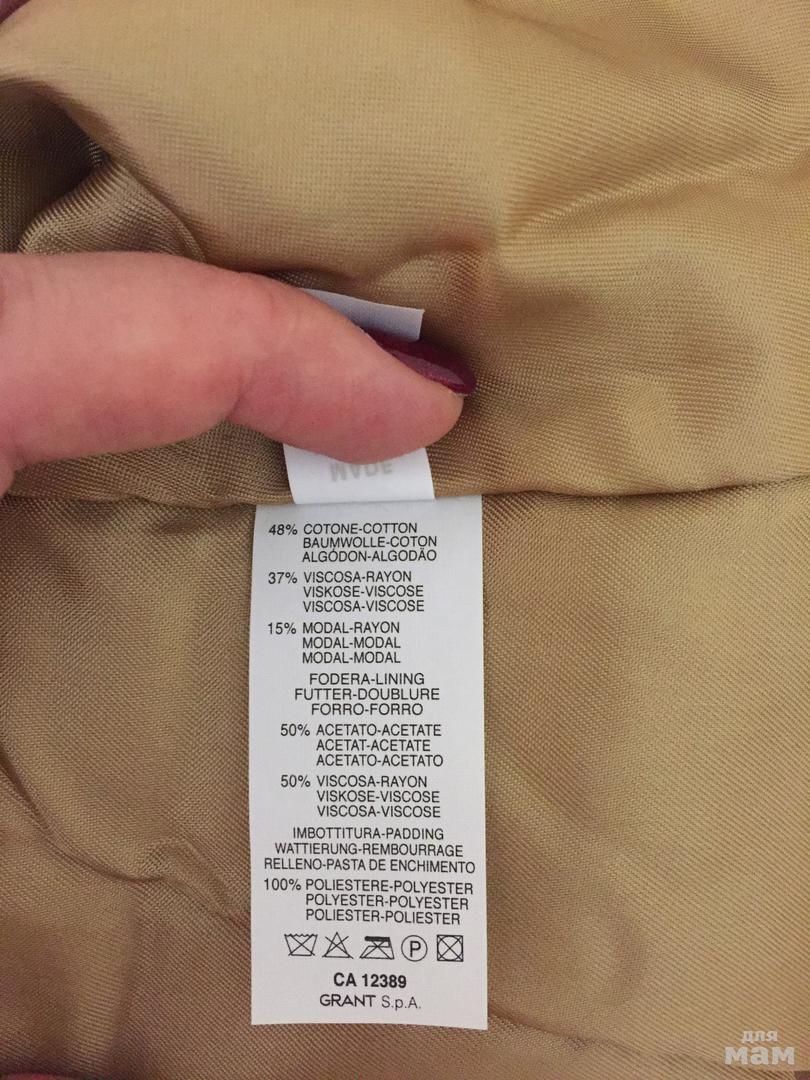 MADE
48% COTONE-COTTON
BAUMWOLLE-COTON
ALGODÓN-ALGODÃO
37% VISCOSA-RAYON
VISKOSE-VISCOSE
VISCOSA-VISCOSE
15% MODAL-RAYON
MODAL-MODAL
MODAL-MODAL
FODERA-LINING
FUTTER-DOUBLURE
FORRO-FORRO
50% ACETATO-ACETATE
ACETAT-ACETATE
ACETATO-ACETATO
50% VISCOSA-RAYON
VISKOSE-VISCOSE
VISCOSA-VISCOSE
IMBOTTITURA-PADDING
WATTIERUNG-REMBOURRAGE
RELLENO-PASTA DE ENCHIMENTO
100% POLIESTERE-POLYESTER
POLYESTER-POLYESTER
POLIESTER-POLIESTER
P
CA 12389
GRANT S.p.A.
для
мам